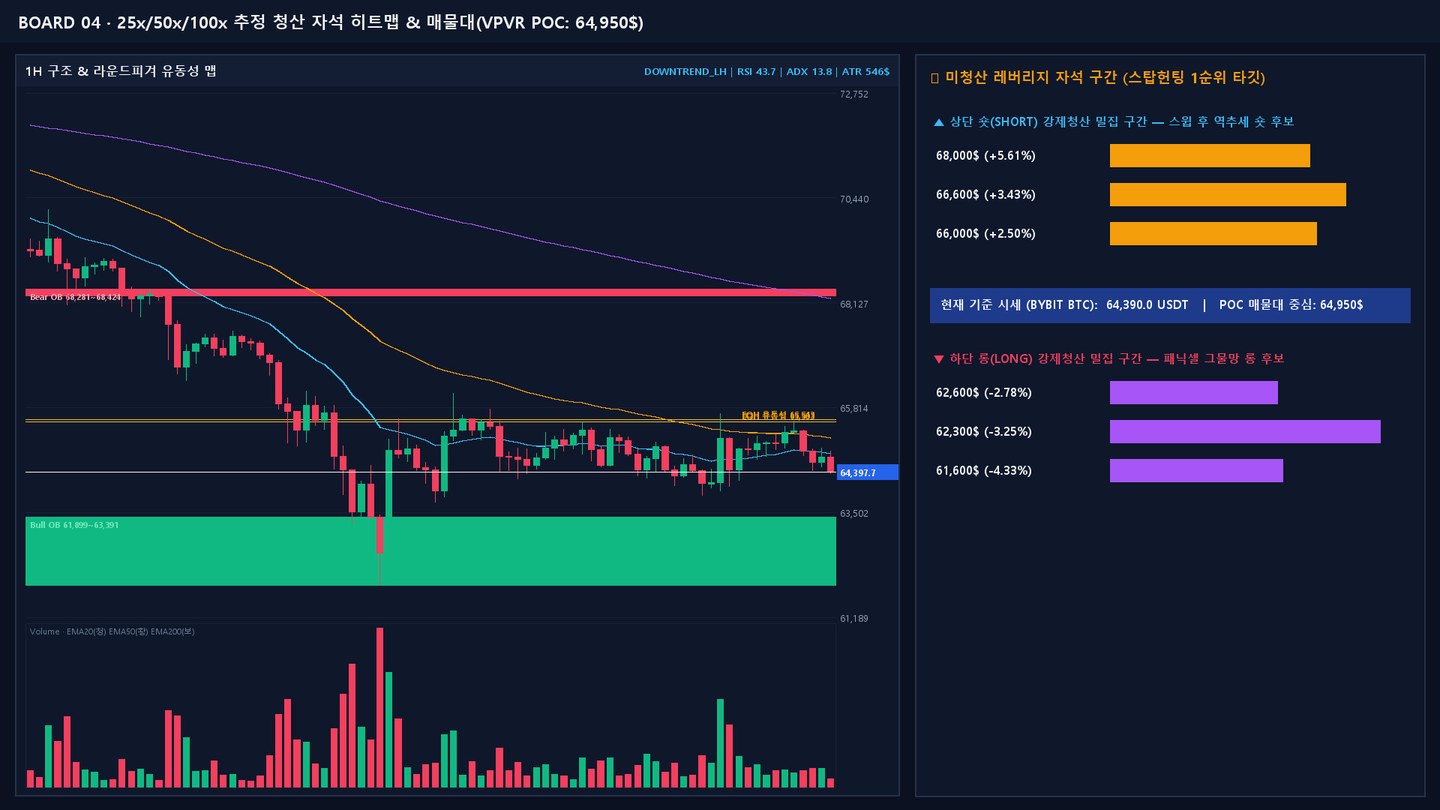 BOARD 04 · 25x/50x/100x 추정 청산 자석 히트맵 & 매물대(VPVR POC: 64,950$)
1H 구조 & 라운드피겨 유동성 맵
DOWNTREND_LH | RSI 43.7 | ADX 13.8 | ATR 546$
72,752
70,440
Bear OB 68,281~68,424
68,127
65,814
유동성
64,397.7
63,502
Bull OB 61,899~63,391
61,189
Volume · EMA20(청) EMA50(황) EMA200(보)
미청산 레버리지 자석 구간 (스탑헌팅 1순위 타깃)
▲ 상단 숏(SHORT) 강제청산 밀집 구간 — 스윕 후 역추세 숏 후보
68,000$ (+5.61%)
66,600$ (+3.43%)
66,000$ (+2.50%)
현재 기준 시세 (BYBIT BTC): 64,390.0 USDT | POC 매물대 중심: 64,950$
▼ 하단 롱(LONG) 강제청산 밀집 구간 — 패닉셀 그물망 롱 후보
62,600$ (-2.78%)
62,300$ (-3.25%)
61,600$ (-4.33%)